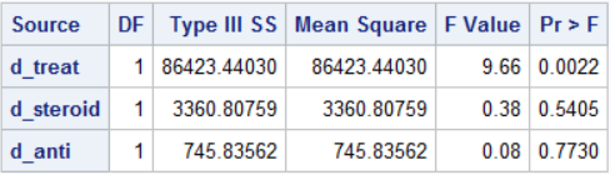 Source DF Type III SS Mean Square F Value Pr > F
d_treat 1 86423.44030 86423.44030 9.66 0.0022
d_steroid 1 3360.80759 3360.80759 0.38 0.5405
d_anti 1 745.83562 745.83562 0.08 0.7730